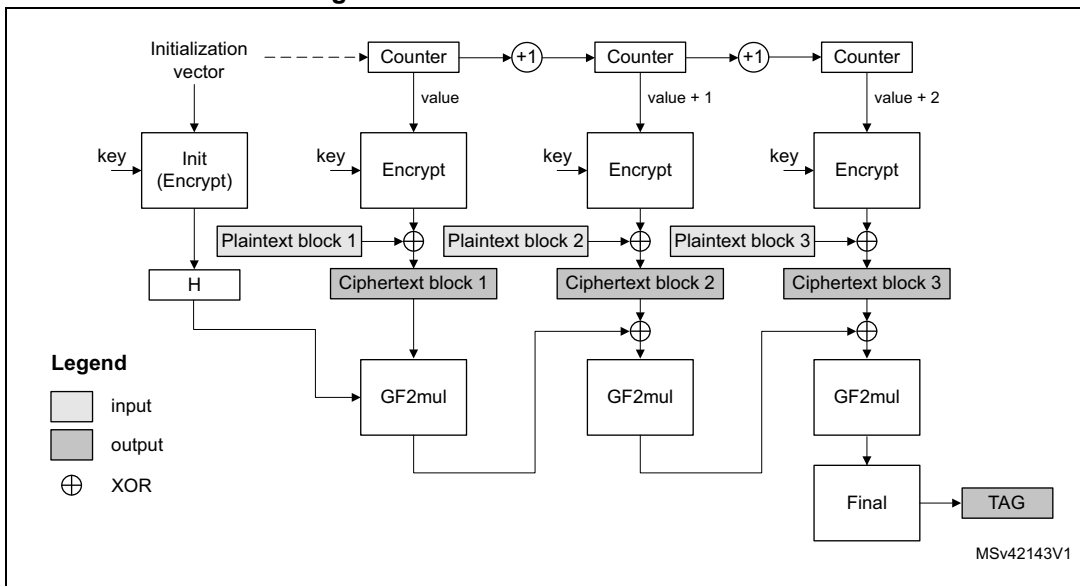 Initialization
vector
Counter
+1
Counter
+1
Counter
value
value + 1
value + 2
key
Init
(Encrypt)
key
Encrypt
key
Encrypt
key
Encrypt
Plaintext block 1
Plaintext block 2
Plaintext block 3
H
Ciphertext block 1
Ciphertext block 2
Ciphertext block 3
Legend
input
output
XOR
GF2mul
GF2mul
GF2mul
Final
TAG
MSv42143V1